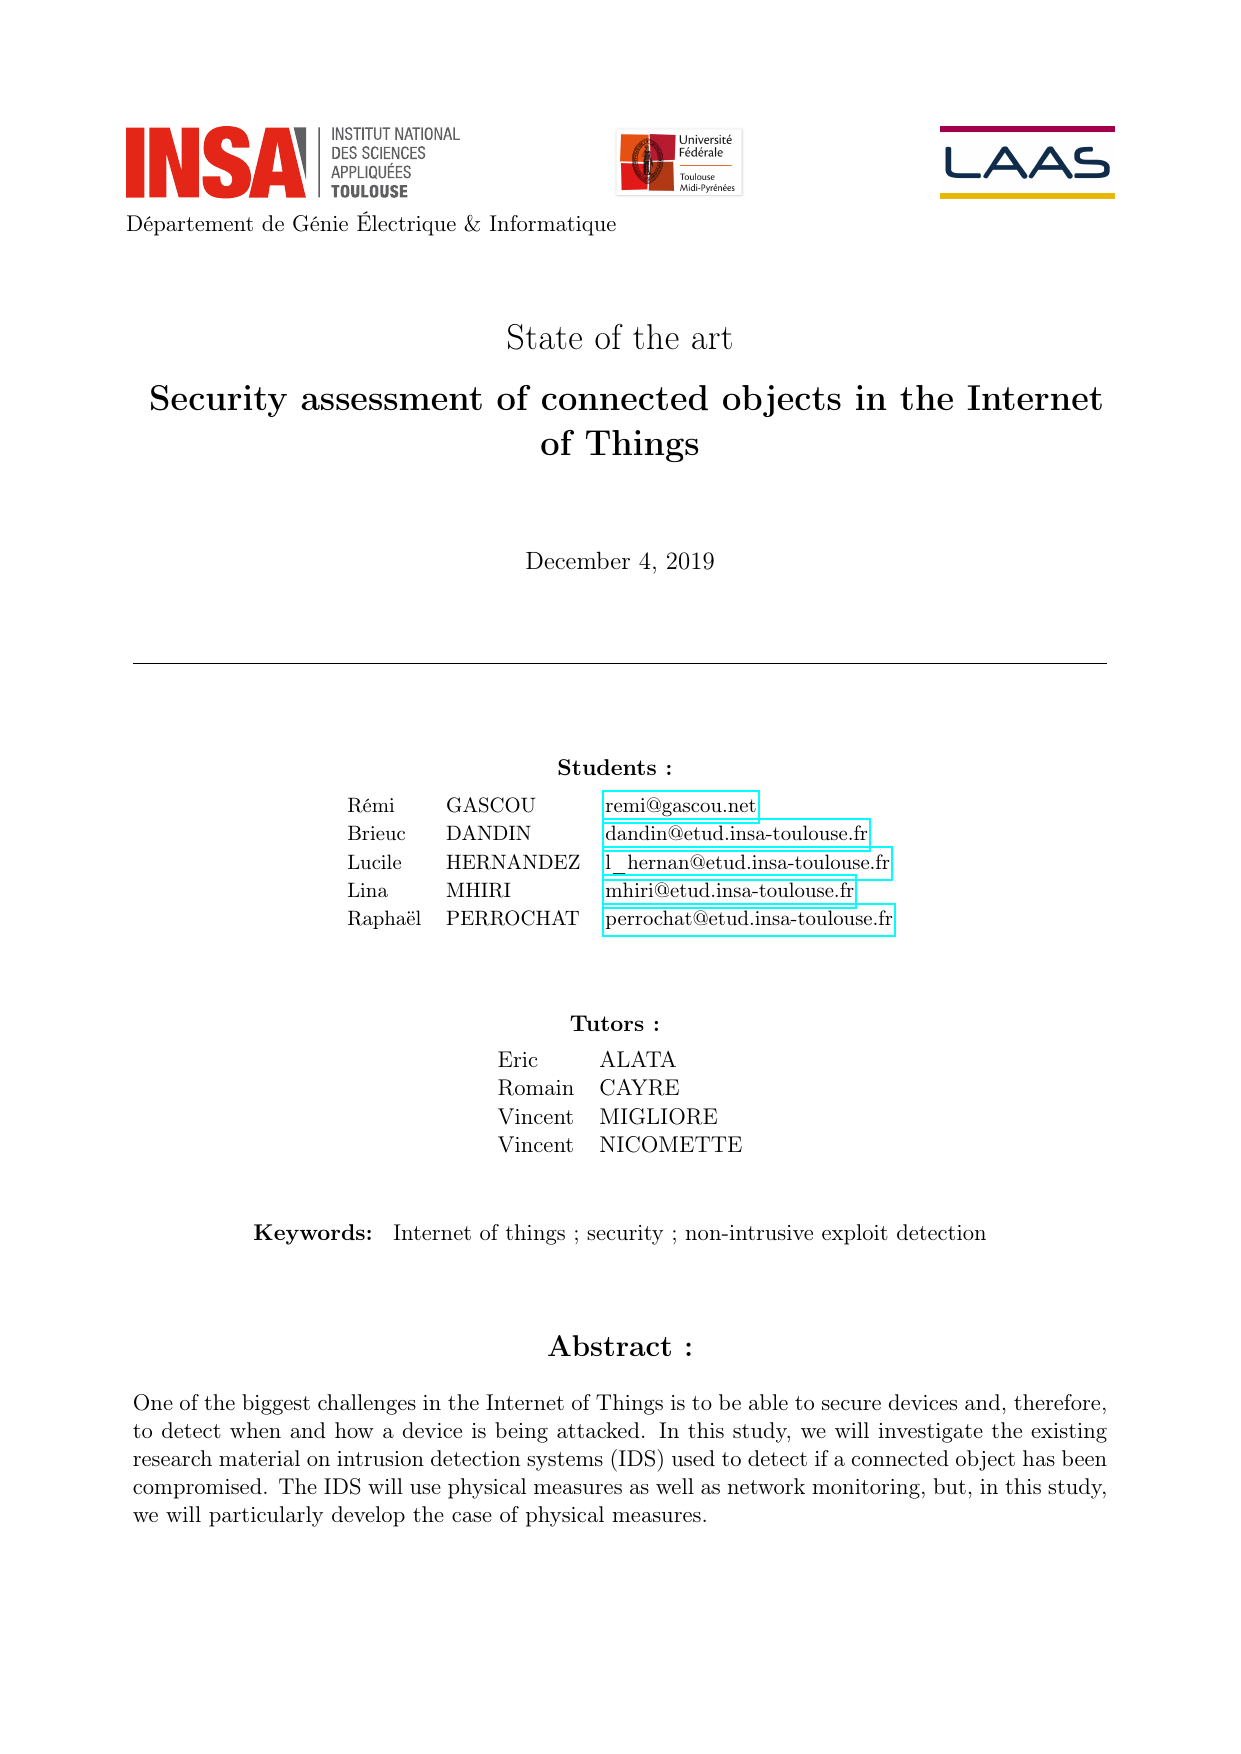 INSA
INSTITUT NATIONAL
DES SCIENCES
APPLIQUÉES
TOULOUSE
Université
Fédérale
Toulouse
Midi-Pyrénées
LAAS
Département de Génie Électrique & Informatique
State of the art
Security assessment of connected objects in the Internet
of Things
December 4, 2019
Students :
Rémi GASCOU remi@gascou.net
Brieuc DANDIN dandin@etud.insa-toulouse.fr
Lucile HERNANDEZ l_hernan@etud.insa-toulouse.fr
Lina MHIRI mhiri@etud.insa-toulouse.fr
Raphaël PERROCHAT perrochat@etud.insa-toulouse.fr
Tutors :
Eric ALATA
Romain CAYRE
Vincent MIGLIORE
Vincent NICOMETTE
Keywords: Internet of things ; security ; non-intrusive exploit detection
Abstract :
One of the biggest challenges in the Internet of Things is to be able to secure devices and, therefore,
to detect when and how a device is being attacked. In this study, we will investigate the existing
research material on intrusion detection systems (IDS) used to detect if a connected object has been
compromised. The IDS will use physical measures as well as network monitoring, but, in this study,
we will particularly develop the case of physical measures.